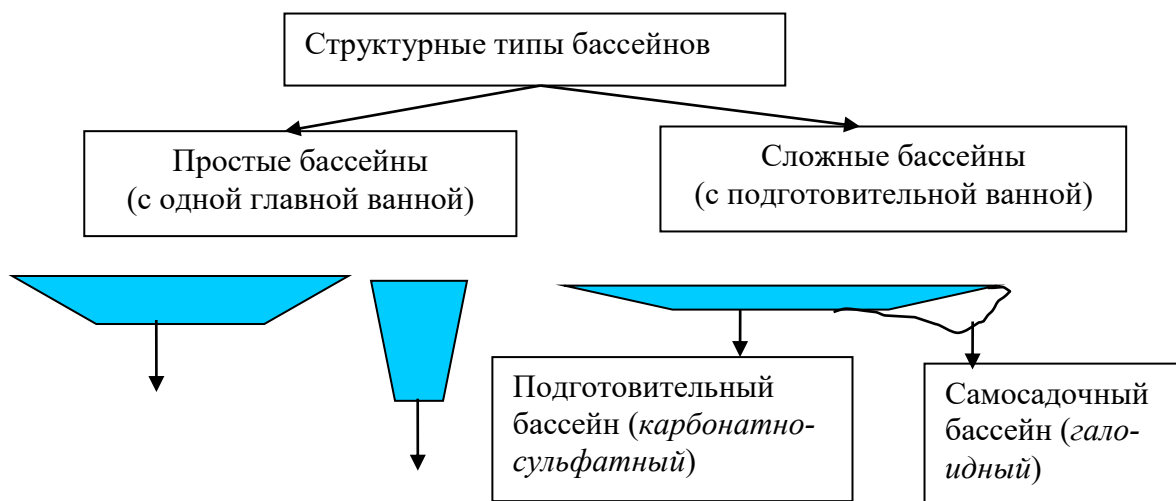 Структурные типы бассейнов
Простые бассейны
(с одной главной ванной)
Сложные бассейны
(с подготовительной ванной)
Подготовительный
бассейн (карбонатно-
сульфатный)
Самосадочный
бассейн (гало-
идный)